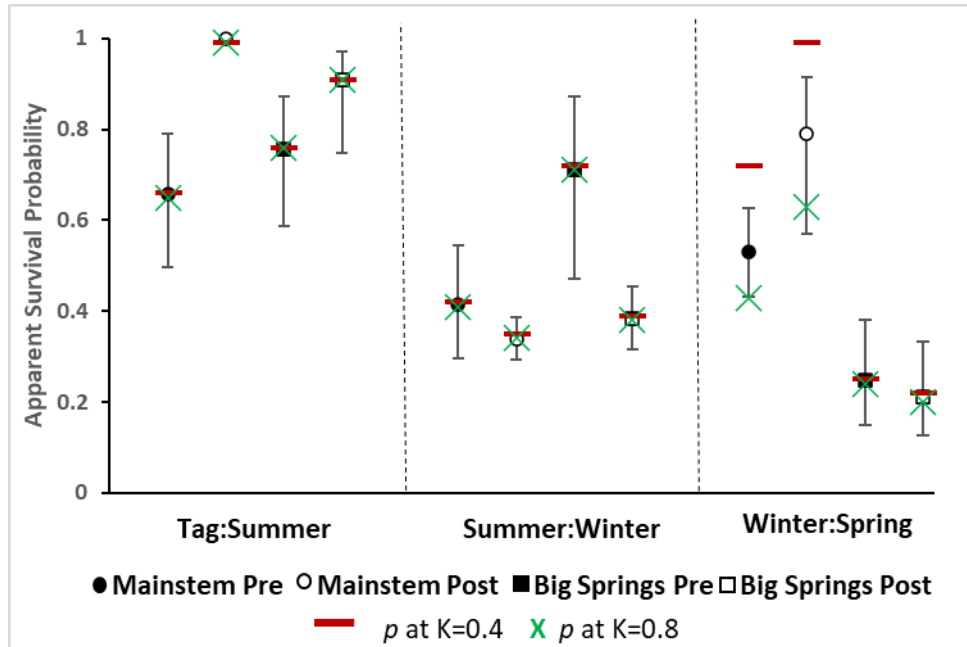 Apparent Survival Probability
1
0.8
0.6
0.4
0.2
0
Tag:Summer Summer:Winter Winter:Spring
Mainstem Pre Mainstem Post Big Springs Pre Big Springs Post
p at K=0.4 X p at K=0.8